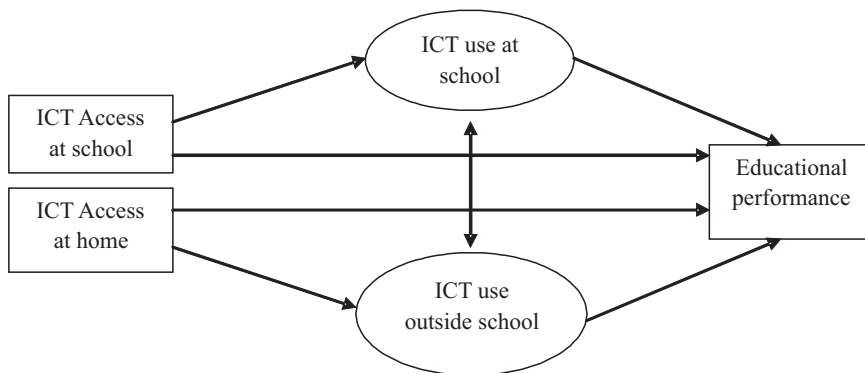 ICT use at
school
ICT Access
at school
Educational
performance
ICT Access
at home
ICT use
outside school